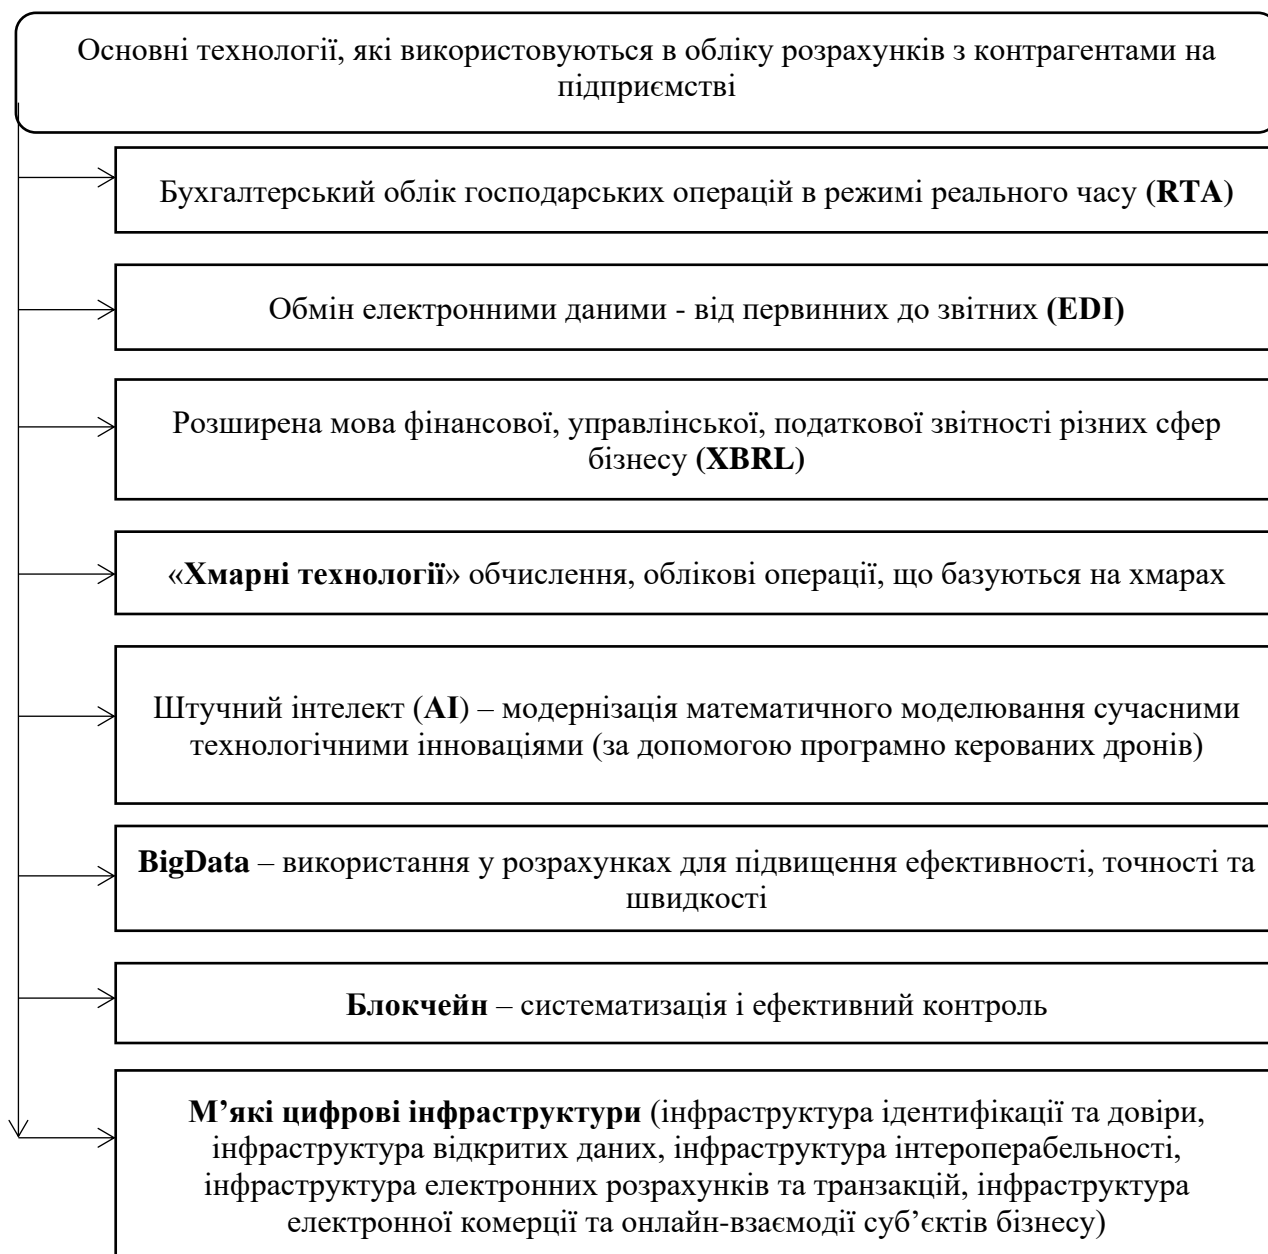 Основні технології, які використовуються в обліку розрахунків з контрагентами на
підприємстві
Бухгалтерський облік господарських операцій в режимі реального часу (RTA)
Обмін електронними даними - від первинних до звітних (EDI)
Розширена мова фінансової, управлінської, податкової звітності різних сфер
бізнесу (XBRL)
«Хмарні технології» обчислення, облікові операції, що базуються на хмарах
Штучний інтелект (AI) – модернізація математичного моделювання сучасними
технологічними інноваціями (за допомогою програмно керованих дронів)
BigData – використання у розрахунках для підвищення ефективності, точності та
швидкості
Блокчейн – систематизація і ефективний контроль
М’які цифрові інфраструктури (інфраструктура ідентифікації та довіри,
інфраструктура відкритих даних, інфраструктура інтероперабельності,
інфраструктура електронних розрахунків та транзакцій, інфраструктура
електронної комерції та онлайн-взаємодії суб’єктів бізнесу)